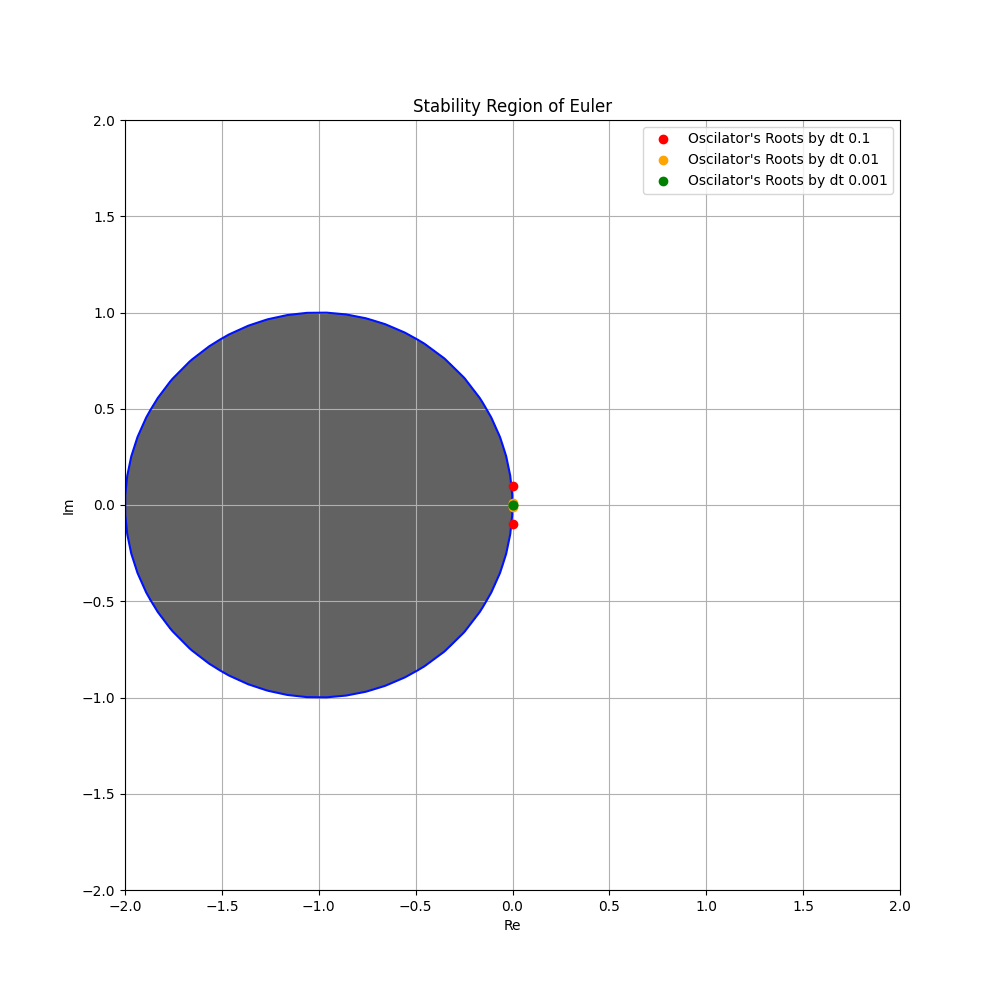 Stability Region of Euler
Oscilator's Roots by dt 0.1
Oscilator's Roots by dt 0.01
Oscilator's Roots by dt 0.001
2.0
1.5
1.0
0.5
0.0
−0.5
−1.0
−1.5
−2.0
Im
−2.0 −1.5 −1.0 −0.5 0.0 0.5 1.0 1.5 2.0
Re